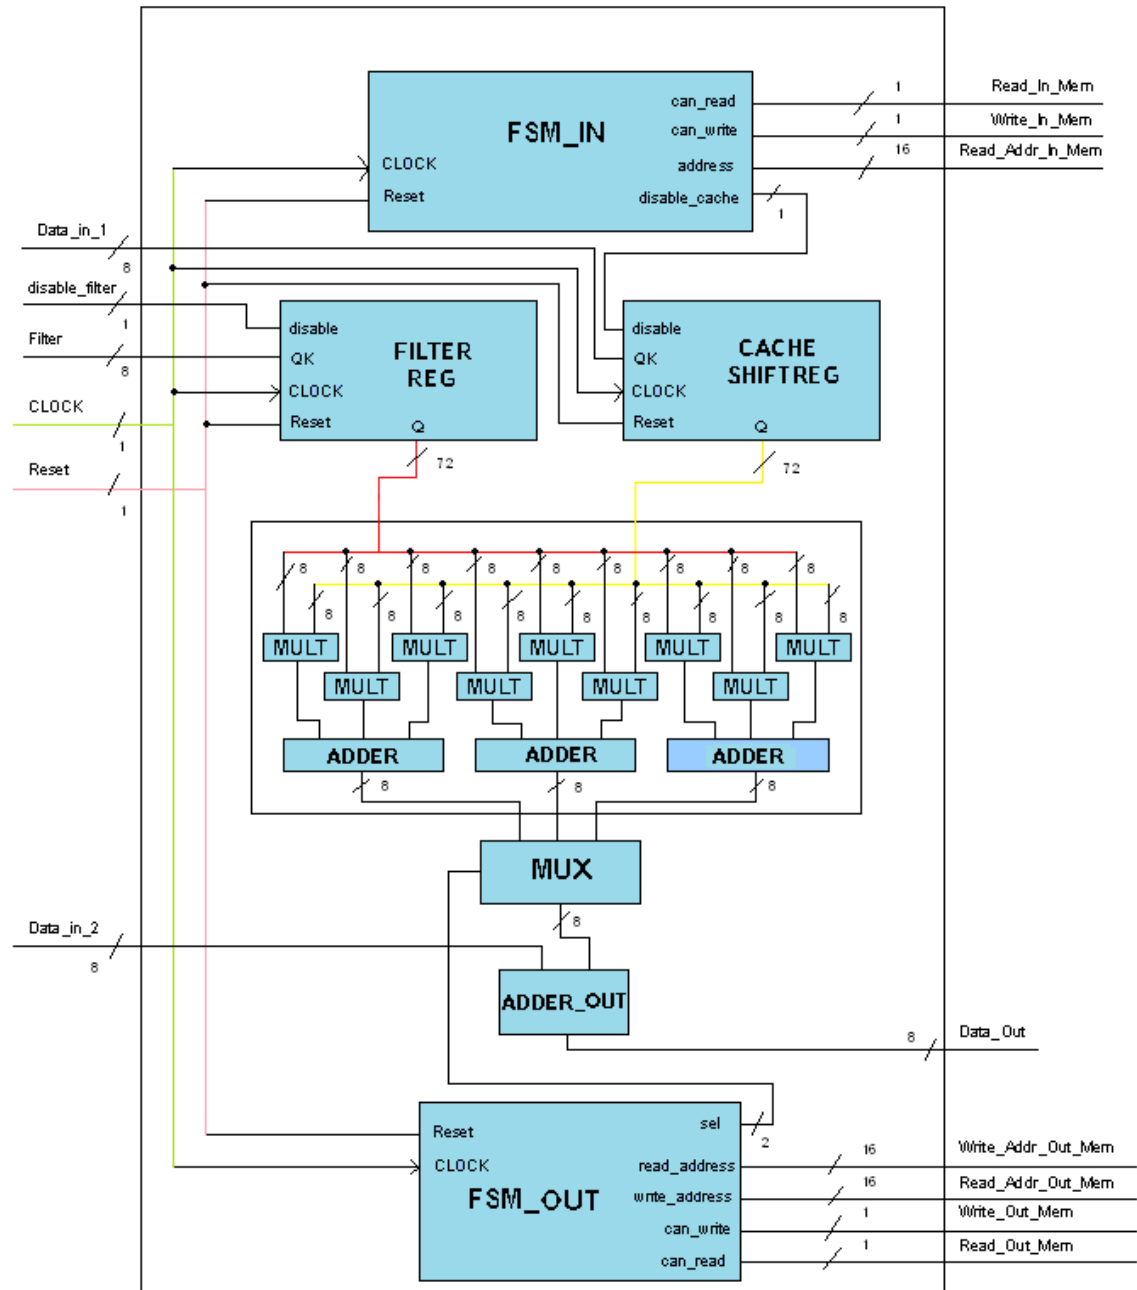 can_read
1
Read_In_Mem
can_write
1
Write_In_Mem
FSM_IN
address
16
Read_Addr_In_Mem
CLOCK
Reset
disable_cache
1
Data_in_1
8
disable_filter
1
Filter
8
CLOCK
1
Reset
1
disable
QK
CLOCK
Reset
FILTER
REG
Q
72
disable
QK
CLOCK
Reset
CACHE
SHIFTREG
Q
72
8 8 8 8 8 8 8 8 8
8 8 8 8 8 8 8 8 8
MULT MULT MULT MULT MULT
MULT MULT MULT MULT
ADDER ADDER ADDER
8 8 8
MUX
8
Data_in_2
8
ADDER_OUT
8
Data_Out
Reset
CLOCK
FSM_OUT
sel
2
read_address
16
Write_Addr_Out_Mem
write_address
16
Read_Addr_Out_Mem
can_write
1
Write_Out_Mem
can_read
1
Read_Out_Mem